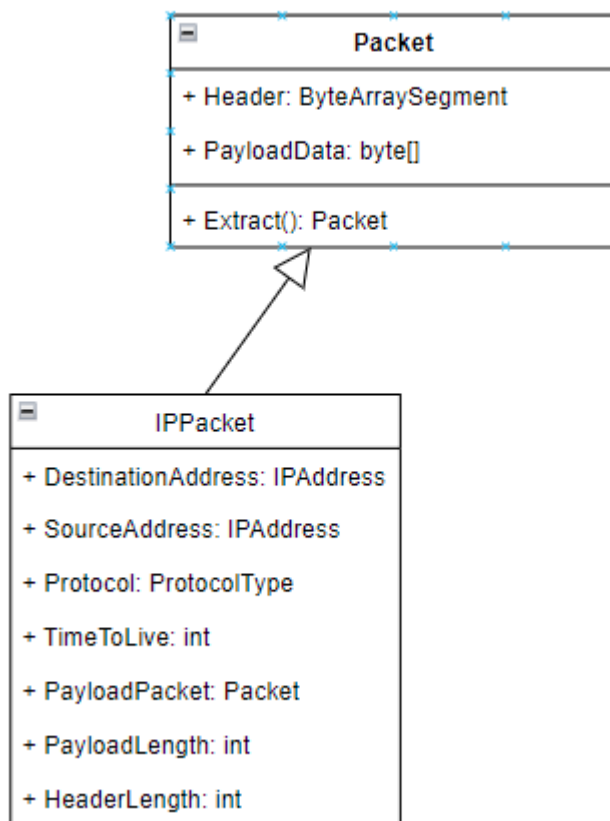 Packet
+ Header: ByteArraySegment
+ PayloadData: byte[]
+ Extract(): Packet
IPPacket
+ DestinationAddress: IPAddress
+ SourceAddress: IPAddress
+ Protocol: ProtocolType
+ TimeToLive: int
+ PayloadPacket: Packet
+ PayloadLength: int
+ HeaderLength: int